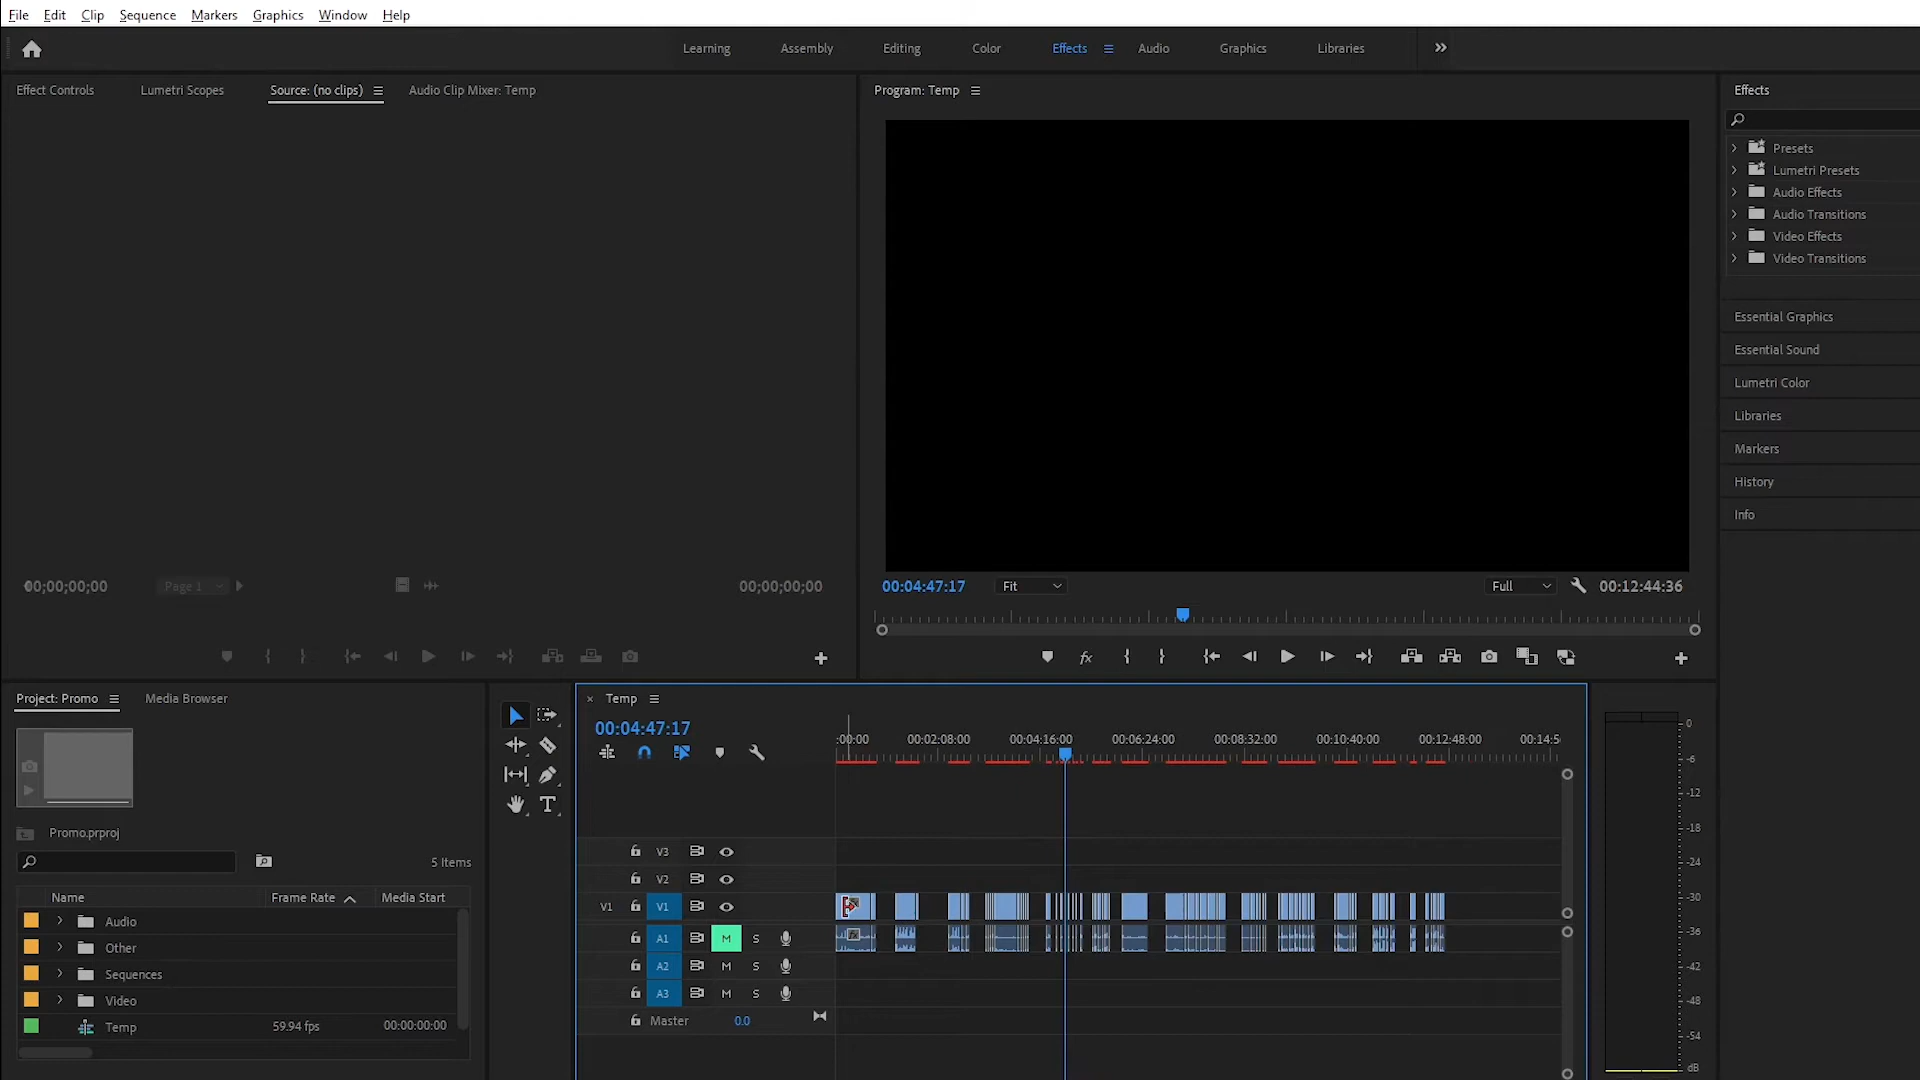 File Edit Clip Sequence Markers Graphics Window Help
Learning Assembly Editing Color Effects Audio Graphics Libraries
Effect Controls Lumetri Scopes Source: (no clips) Audio Clip Mixer: Temp
Program: Temp
Effects
Presets
Lumetri Presets
Audio Effects
Audio Transitions
Video Effects
Video Transitions
Essential Graphics
Essential Sound
Lumetri Color
Libraries
Markers
History
Info
00;00;00;00 Page 1 00;00;00;00
00:04:47:17 Fit Full 00:12:44:36
fx
Project: Promo Media Browser
Promo.prproj
5 Items
Name Frame Rate Media Start
Audio
Other
Sequences
Video
Temp 59.94 fps 00:00:00:00
T
Temp
00:04:47:17
:00:00 00:02:08:00 00:04:16:00 00:06:24:00 00:08:32:00 00:10:40:00 00:12:48:00 00:14:5
V3
V2
V1 V1
A1 M S
A2 M S
A3 M S
Master 0.0
0
-6
-12
-18
-24
-30
-36
-42
-48
-54
dB